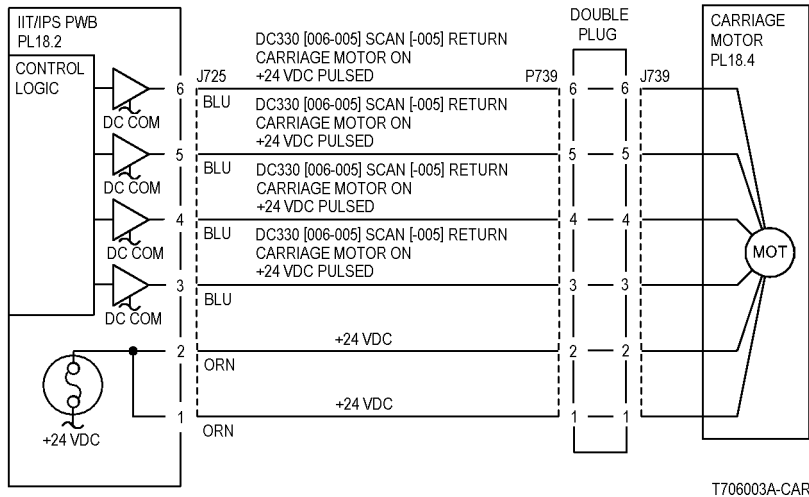 IIT/IPS PWB
PL18.2
CONTROL
LOGIC
DC COM
DC COM
DC COM
DC COM
+24 VDC
6
5
4
3
2
1
J725
BLU
BLU
BLU
BLU
ORN
ORN
DC330 [006-005] SCAN [-005] RETURN
CARRIAGE MOTOR ON
+24 VDC PULSED
DC330 [006-005] SCAN [-005] RETURN
CARRIAGE MOTOR ON
+24 VDC PULSED
DC330 [006-005] SCAN [-005] RETURN
CARRIAGE MOTOR ON
+24 VDC PULSED
DC330 [006-005] SCAN [-005] RETURN
CARRIAGE MOTOR ON
+24 VDC PULSED
+24 VDC
+24 VDC
DOUBLE
PLUG
P739
J739
6 6
5 5
4 4
3 3
2 2
1 1
CARRIAGE
MOTOR
PL18.4
MOT
T706003A-CAR